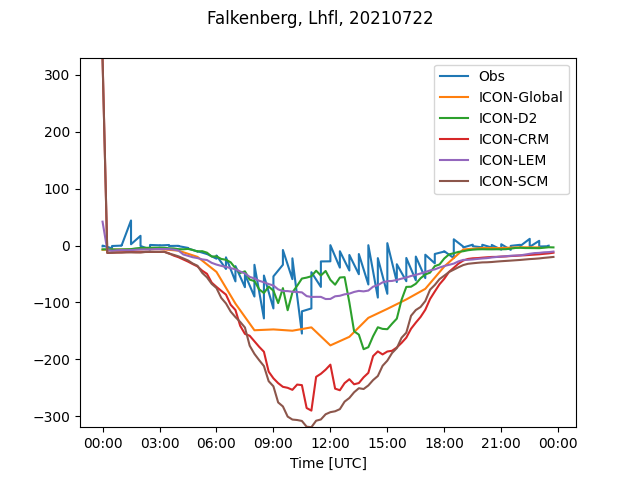 Falkenberg, Lhfl, 20210722
300
200
100
0
−100
−200
−300
Obs
ICON-Global
ICON-D2
ICON-CRM
ICON-LEM
ICON-SCM
00:00 03:00 06:00 09:00 12:00 15:00 18:00 21:00 00:00
Time [UTC]